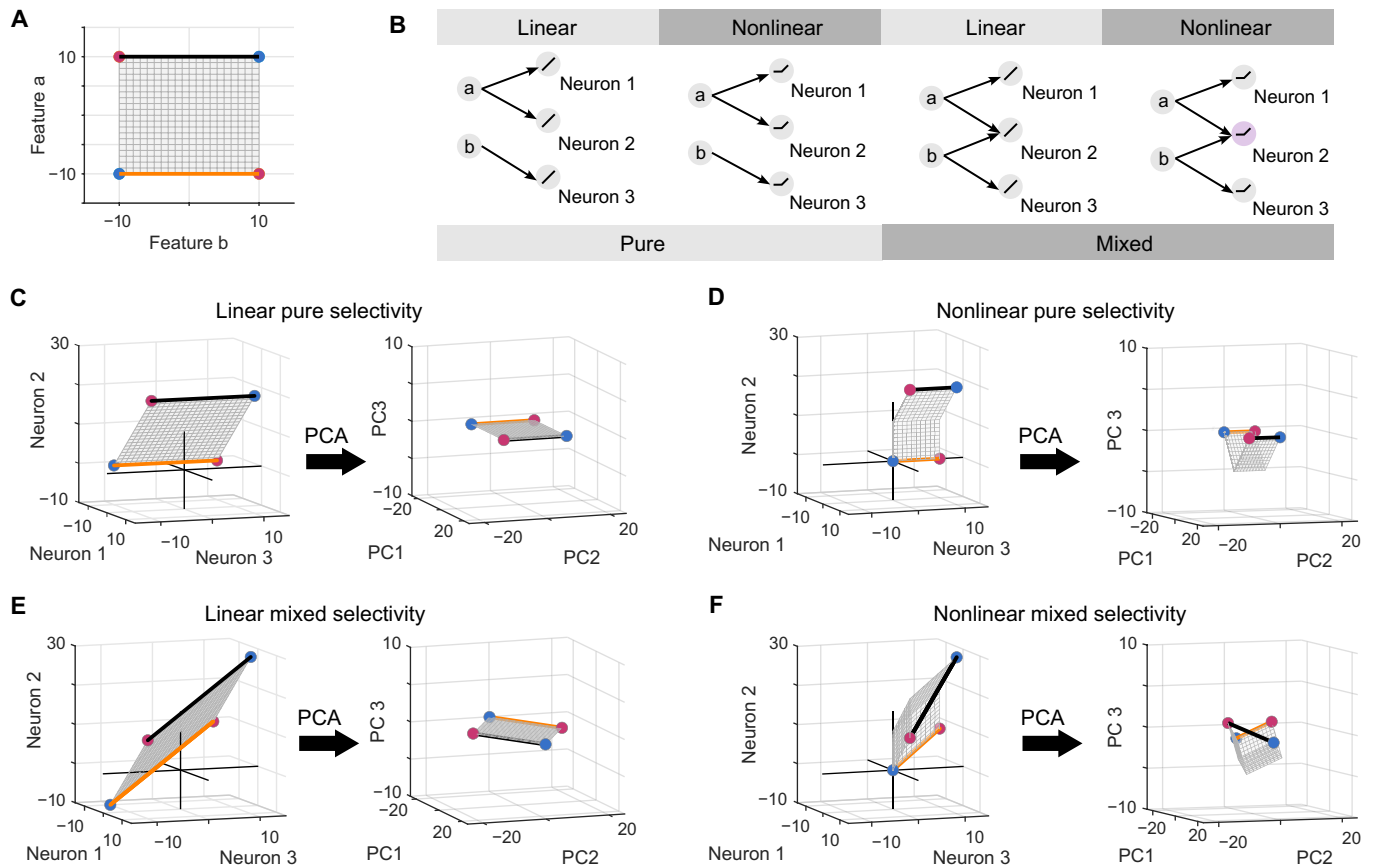 A
10
Feature a
−10
−10
10
Feature b
B
Linear
Nonlinear
Linear
Nonlinear
a
b
Neuron 1
Neuron 2
Neuron 3
a
b
Neuron 1
Neuron 2
Neuron 3
a
b
Neuron 1
Neuron 2
Neuron 3
a
b
Neuron 1
Neuron 2
Neuron 3
Pure
Mixed
C
Linear pure selectivity
30
Neuron 2
−10
−10
10
Neuron 1
−10
10
Neuron 3
PCA
10
PC3
−10
−20
20
PC1
−20
20
PC2
D
Nonlinear pure selectivity
30
Neuron 2
−10
−10
10
Neuron 1
−10
10
Neuron 3
PCA
10
PC 3
−10
−20
20
PC1
−20
20
PC2
E
Linear mixed selectivity
30
Neuron 2
−10
−10
10
Neuron 1
−10
10
Neuron 3
PCA
10
PC 3
−10
−20
20
PC1
−20
20
PC2
F
Nonlinear mixed selectivity
30
Neuron 2
−10
−10
10
Neuron 1
−10
10
Neuron 3
PCA
10
PC 3
−10
−20
20
PC1
−20
20
PC2